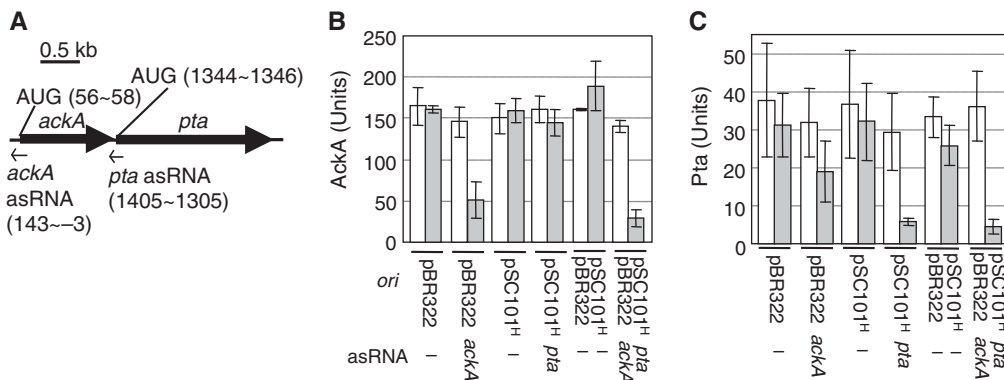 A
0.5 kb
AUG (1344~1346)
AUG (56~58)
ackA
pta
ackA
asRNA
(143~–3)
pta asRNA
(1405~1305)
B
AckA (Units)
250
200
150
100
50
0
ori
pBR322
pBR322
pSC101H
pSC101H
pSC101H
pBR322
pSC101H
pBR322
asRNA
–
ackA
–
pta
–
–
pta
ackA
C
Pta (Units)
50
40
30
20
10
0
pBR322
pBR322
pSC101H
pSC101H
pSC101H
pBR322
pSC101H
pBR322
–
ackA
–
pta
–
–
pta
ackA